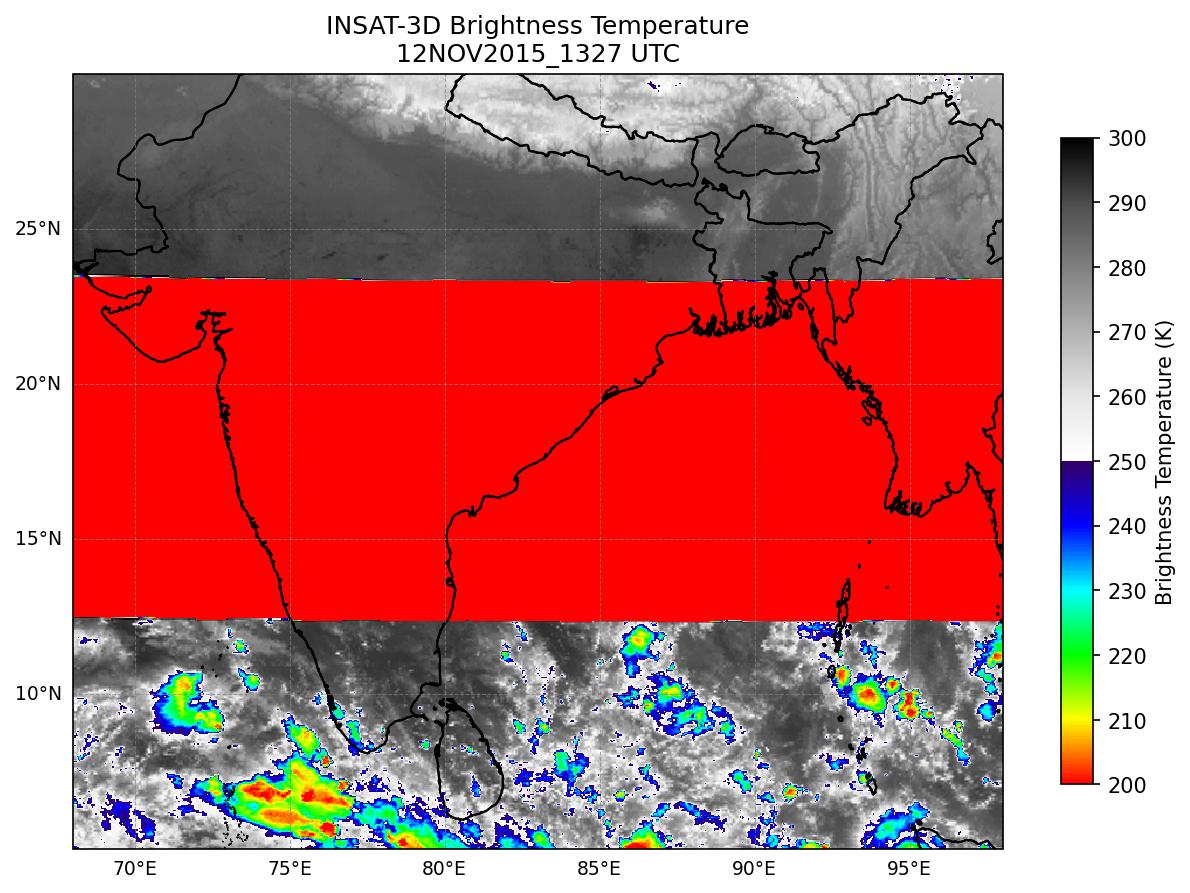 INSAT-3D Brightness Temperature
12NOV2015_1327 UTC
25°N
20°N
15°N
10°N
70°E
75°E
80°E
85°E
90°E
95°E
300
290
280
270
260
250
240
230
220
210
200
Brightness Temperature (K)